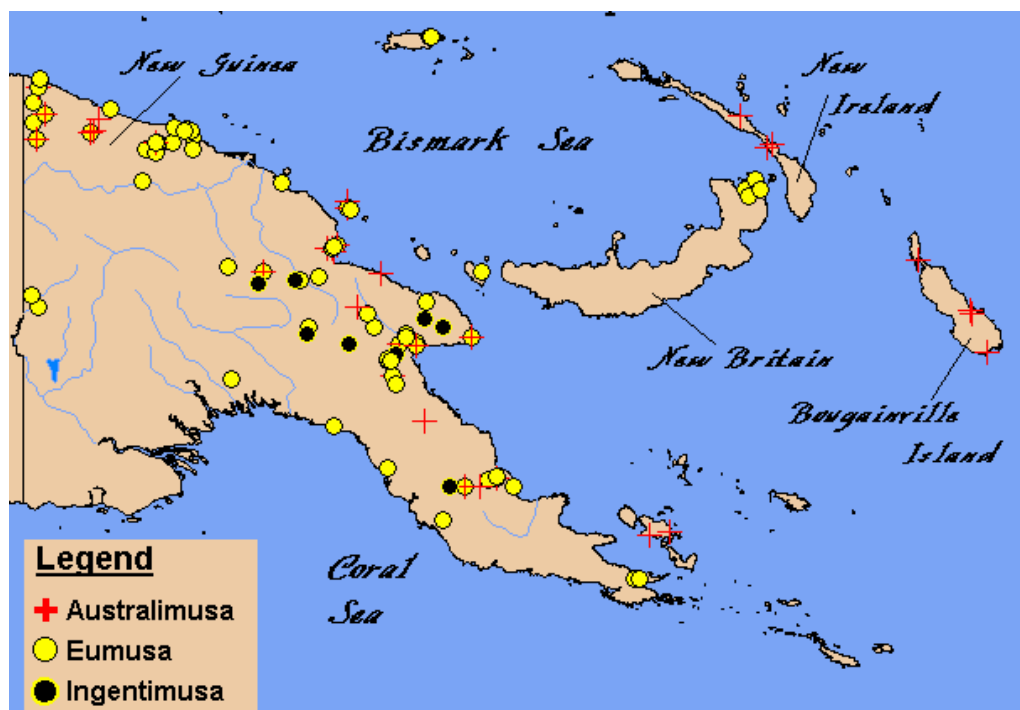 New Guinea
New
Ireland
Bismark Sea
New Britain
Bougainville
Island
Coral
Sea
Legend
Australimusa
Eumusa
Ingentimusa